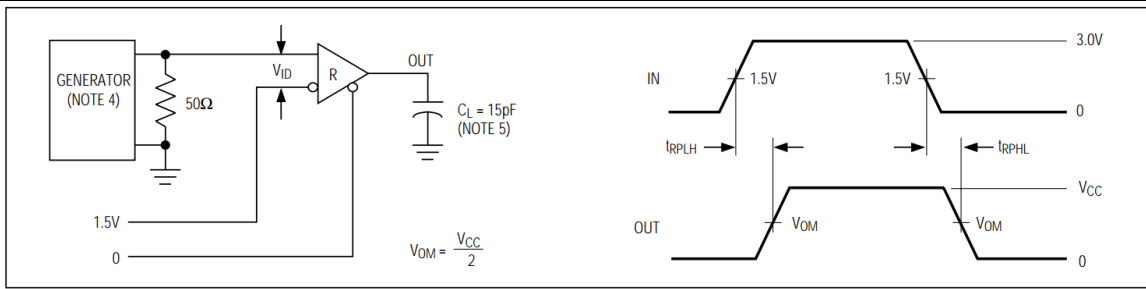 GENERATOR
(NOTE 4)
50Ω
VID
R
OUT
CL = 15pF
(NOTE 5)
1.5V
0
VOM = VCC
2
IN
1.5V
1.5V
3.0V
0
tRPLH
tRPHL
OUT
VOM
VOM
VCC
0